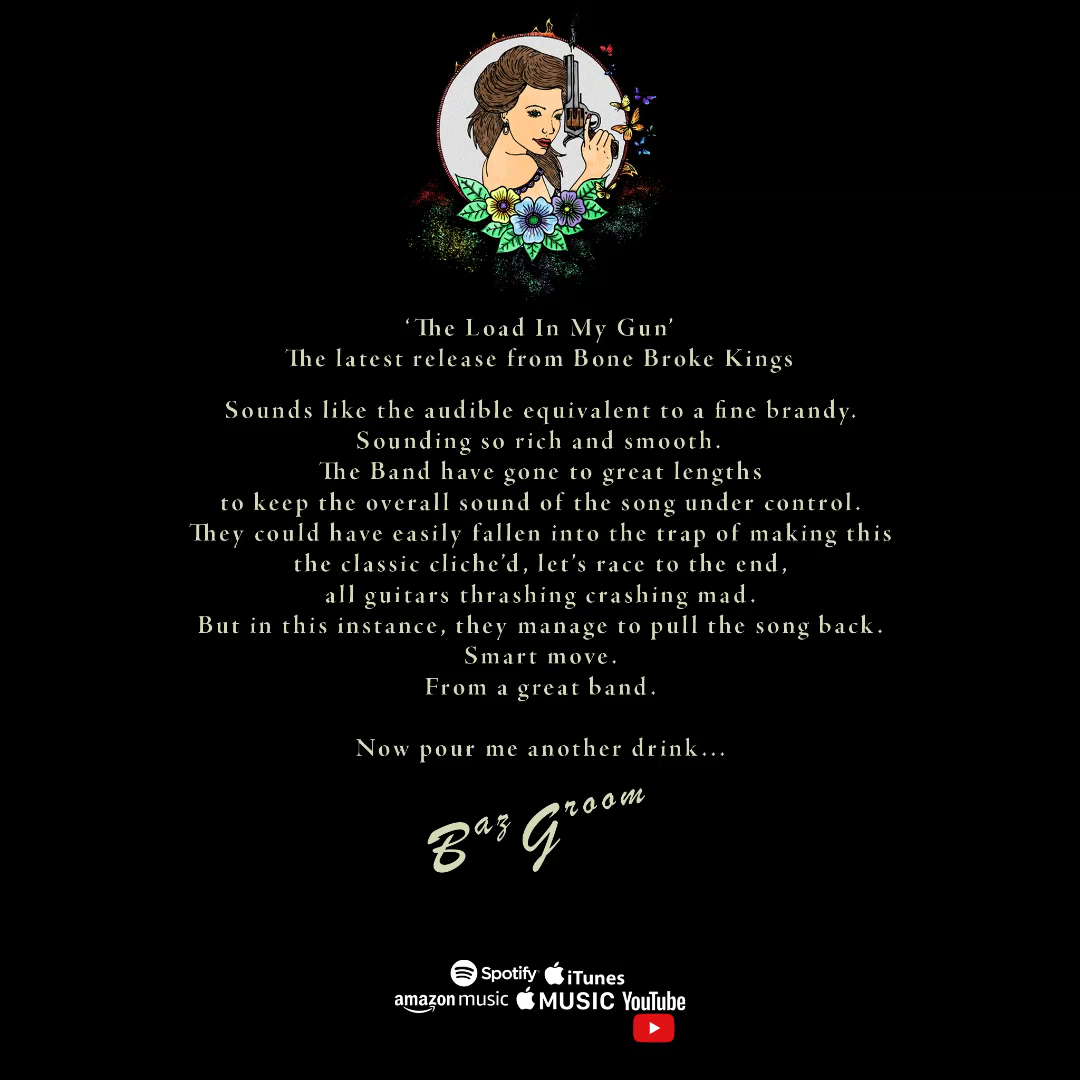 ‘The Load In My Gun’
The latest release from Bone Broke Kings
Sounds like the audible equivalent to a fine brandy.
Sounding so rich and smooth.
The Band have gone to great lengths
to keep the overall sound of the song under control.
They could have easily fallen into the trap of making this
the classic cliche’d, let’s race to the end,
all guitars thrashing crashing mad.
But in this instance, they manage to pull the song back.
Smart move.
From a great band.
Now pour me another drink...
Baz Groom
Spotify iTunes
amazon music MUSIC YouTube